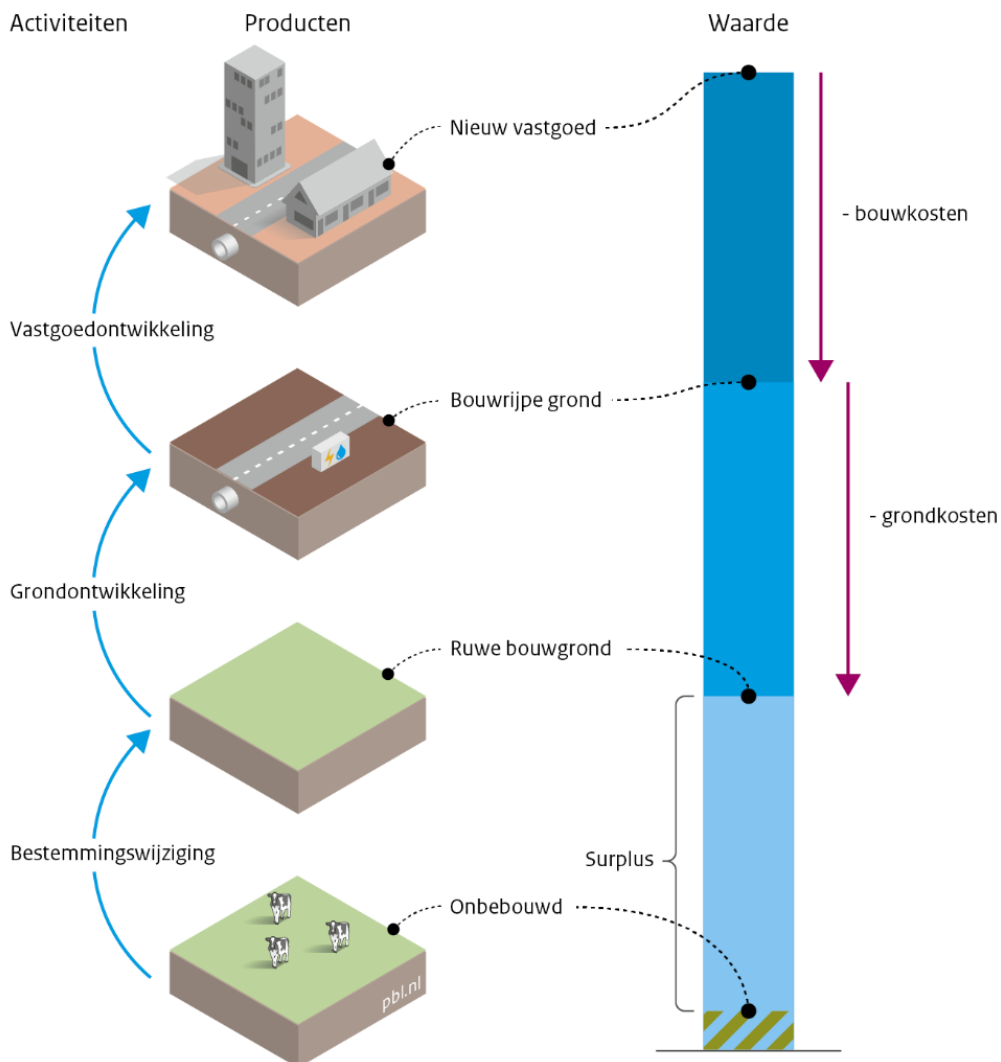 Activiteiten
Producten
Waarde
Nieuw vastgoed
- bouwkosten
Vastgoedontwikkeling
Bouwrijpe grond
- grondkosten
Grondontwikkeling
Ruwe bouwgrond
Bestemmingswijziging
Surplus
Onbebouwd
pbl.nl